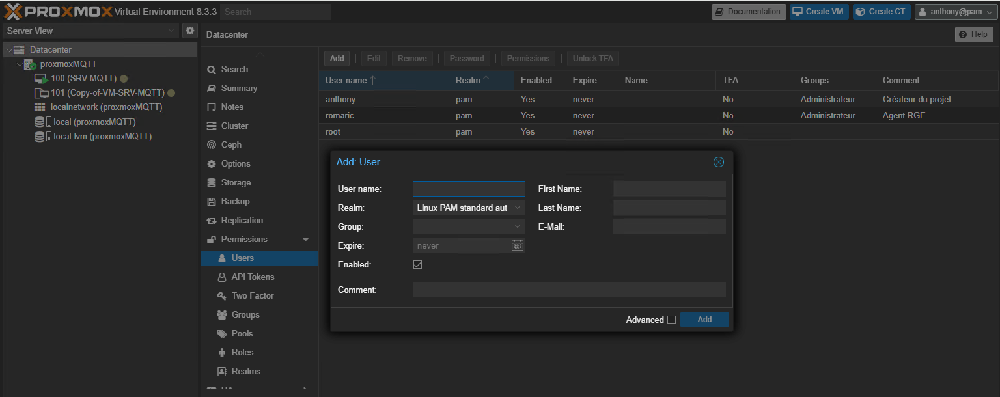 PROXMOX Virtual Environment 8.3.3 Search Documentation Create VM Create CT anthony@pam
Server View
Datacenter Help
Datacenter
proxmoxMQTT
100 (SRV-MQTT)
101 (Copy-of-VM-SRV-MQTT)
localnetwork (proxmoxMQTT)
local (proxmoxMQTT)
local-lvm (proxmoxMQTT)
Search
Summary
Notes
Cluster
Ceph
Options
Storage
Backup
Replication
Permissions
Users
API Tokens
Two Factor
Groups
Pools
Roles
Realms
HA
Add Edit Remove Password Permissions Unlock TFA
User name Realm Enabled Expire Name TFA Groups Comment
anthony pam Yes never No Administrateur Créateur du projet
romaric pam Yes never No Administrateur Agent RGE
root pam Yes never No
Add: User
User name: First Name:
Realm: Linux PAM standard aut Last Name:
Group: E-Mail:
Expire: never
Enabled:
Comment:
Advanced Add